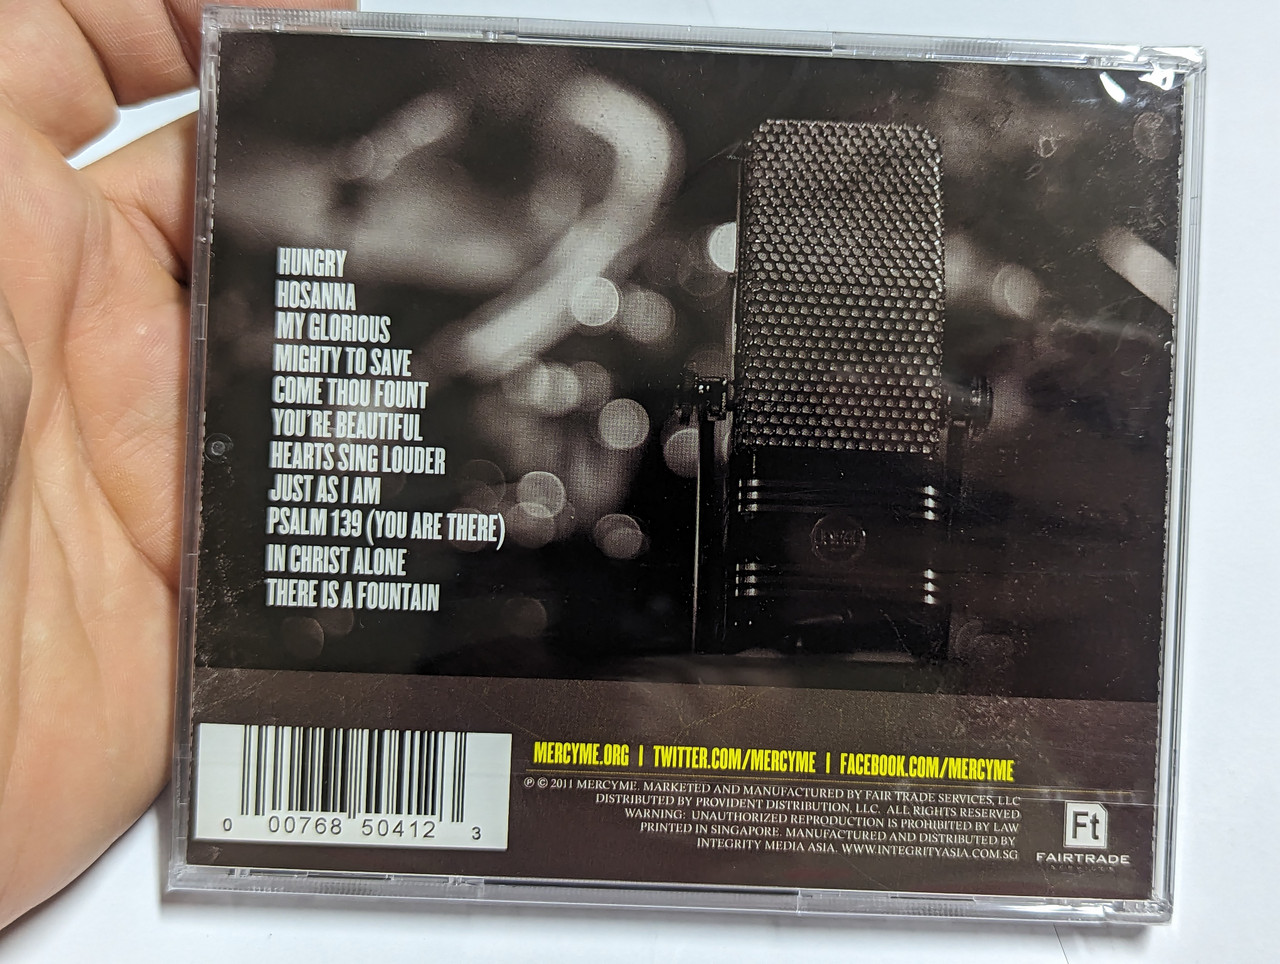 HUNGRY
HOSANNA
MY GLORIOUS
MIGHTY TO SAVE
COME THOU FOUNT
YOU'RE BEAUTIFUL
HEARTS SING LOUDER
JUST AS I AM
PSALM 139 (YOU ARE THERE)
IN CHRIST ALONE
THERE IS A FOUNTAIN
0 00768 50412 3
MERCYME.ORG | TWITTER.COM/MERCYME | FACEBOOK.COM/MERCYME
℗ © 2011 MERCYME. MARKETED AND MANUFACTURED BY FAIR TRADE SERVICES, LLC
DISTRIBUTED BY PROVIDENT DISTRIBUTION, LLC. ALL RIGHTS RESERVED
WARNING: UNAUTHORIZED REPRODUCTION IS PROHIBITED BY LAW
PRINTED IN SINGAPORE. MANUFACTURED AND DISTRIBUTED BY
INTEGRITY MEDIA ASIA. WWW.INTEGRITYASIA.COM.SG
Ft
FAIRTRADE